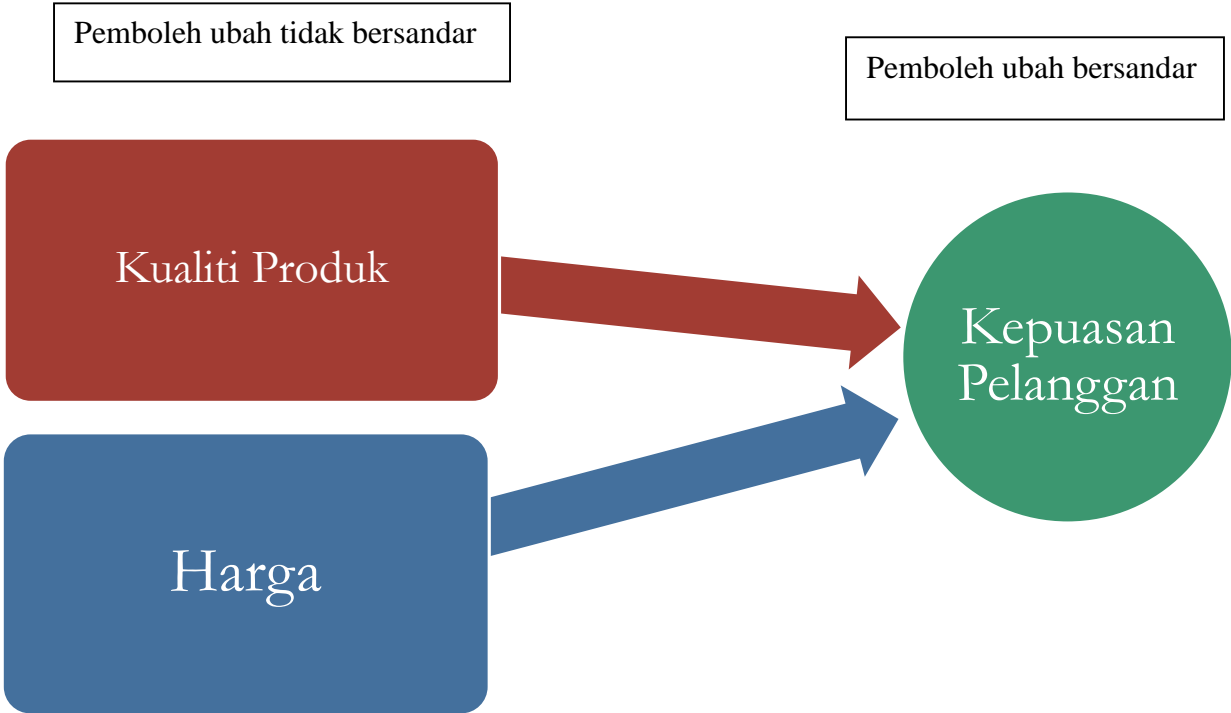 Pemboleh ubah tidak bersandar
Pemboleh ubah bersandar
Kualiti Produk
Kepuasan
Pelanggan
Harga